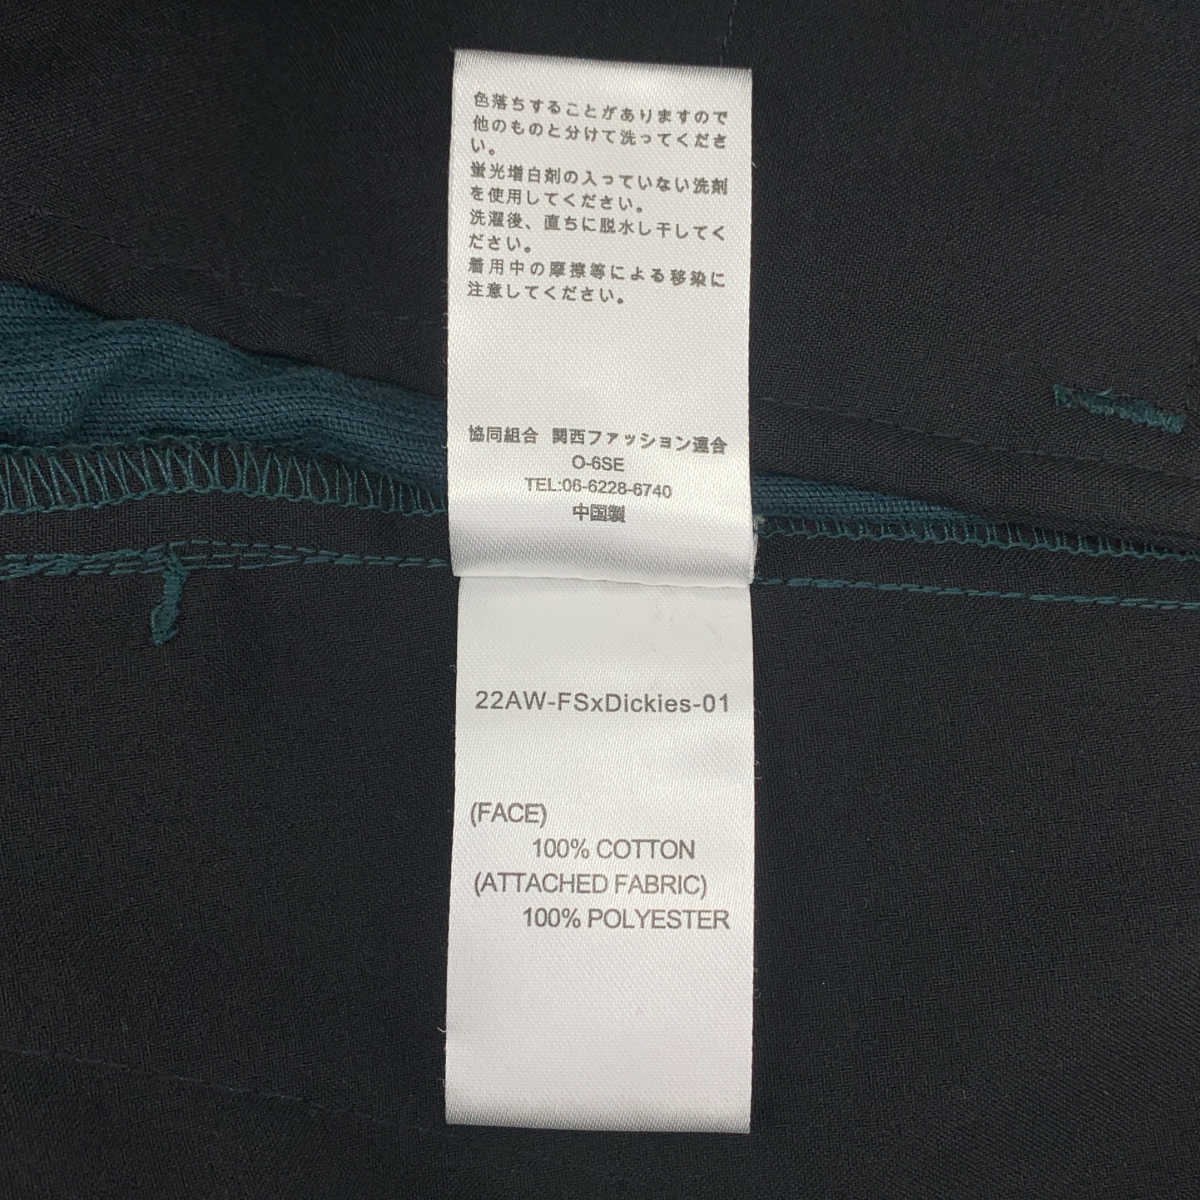 色落ちすることがありますので
他のものと分けて洗ってくださ
い。
蛍光増白剤の入っていない洗剤
を使用してください。
洗濯後、直ちに脱水し干してく
ださい。
着用中の摩擦等による移染に
注意してください。
協同組合 関西ファッション連合
O-6SE
TEL:06-6228-6740
中国製
22AW-FSxDickies-01
(FACE)
100% COTTON
(ATTACHED FABRIC)
100% POLYESTER